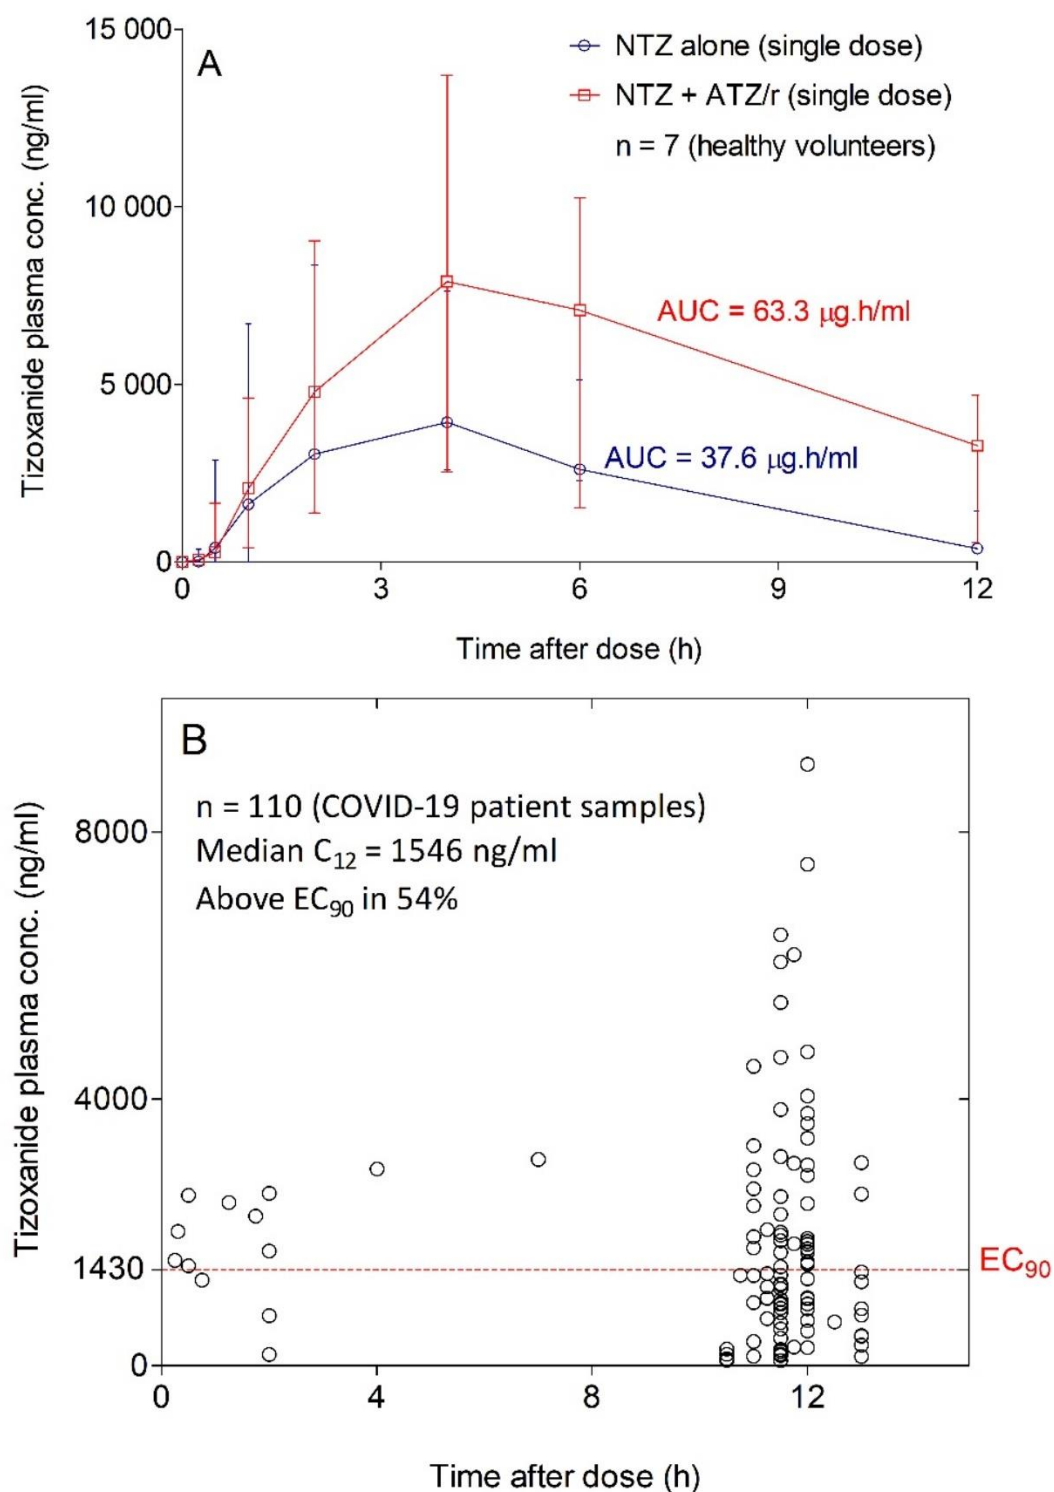 15 000
A
NTZ alone (single dose)
NTZ + ATZ/r (single dose)
n = 7 (healthy volunteers)
Tizoxanide plasma conc. (ng/ml)
10 000
AUC = 63.3 µg.h/ml
5 000
AUC = 37.6 µg.h/ml
0
0 3 6 9 12
Time after dose (h)
B
n = 110 (COVID-19 patient samples)
Median C₁₂ = 1546 ng/ml
Above EC₉₀ in 54%
Tizoxanide plasma conc. (ng/ml)
8000
4000
1430
EC₉₀
0
0 4 8 12
Time after dose (h)